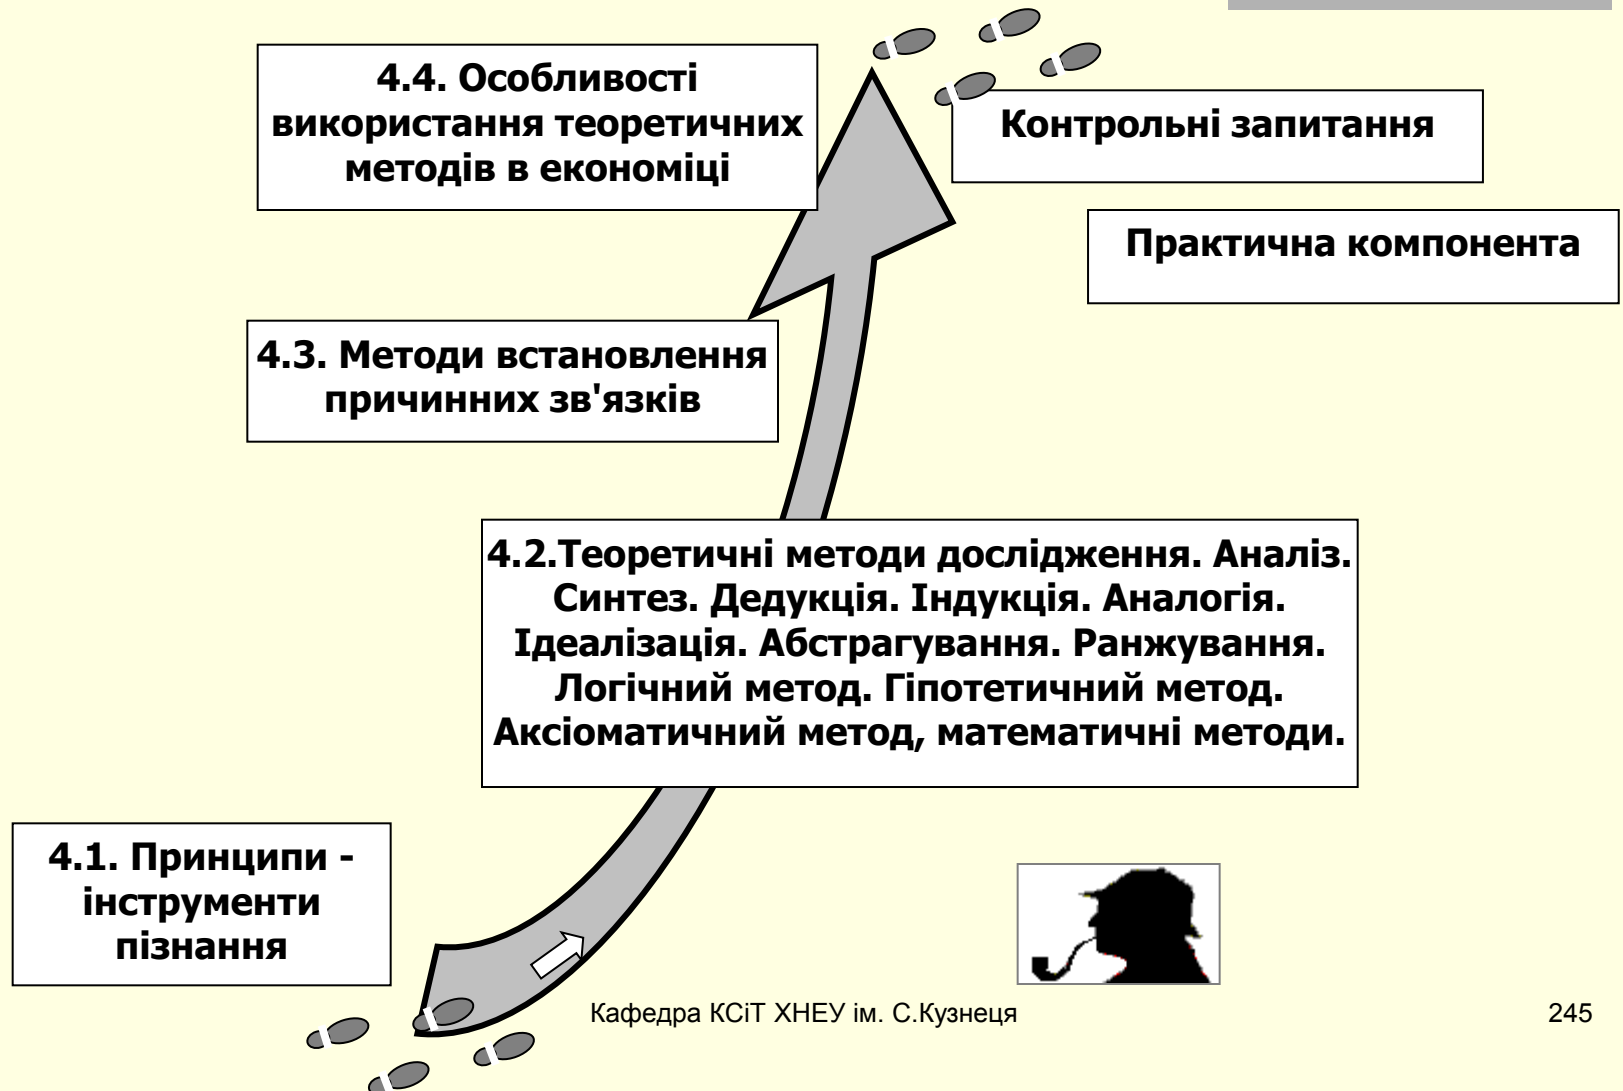 4.4. Особливості
використання теоретичних
методів в економіці
Контрольні запитання
Практична компонента
4.3. Методи встановлення
причинних зв'язків
4.2.Теоретичні методи дослідження. Аналіз.
Синтез. Дедукція. Індукція. Аналогія.
Ідеалізація. Абстрагування. Ранжування.
Логічний метод. Гіпотетичний метод.
Аксіоматичний метод, математичні методи.
4.1. Принципи -
інструменти
пізнання
Кафедра КСіТ ХНЕУ ім. С.Кузнеця
245